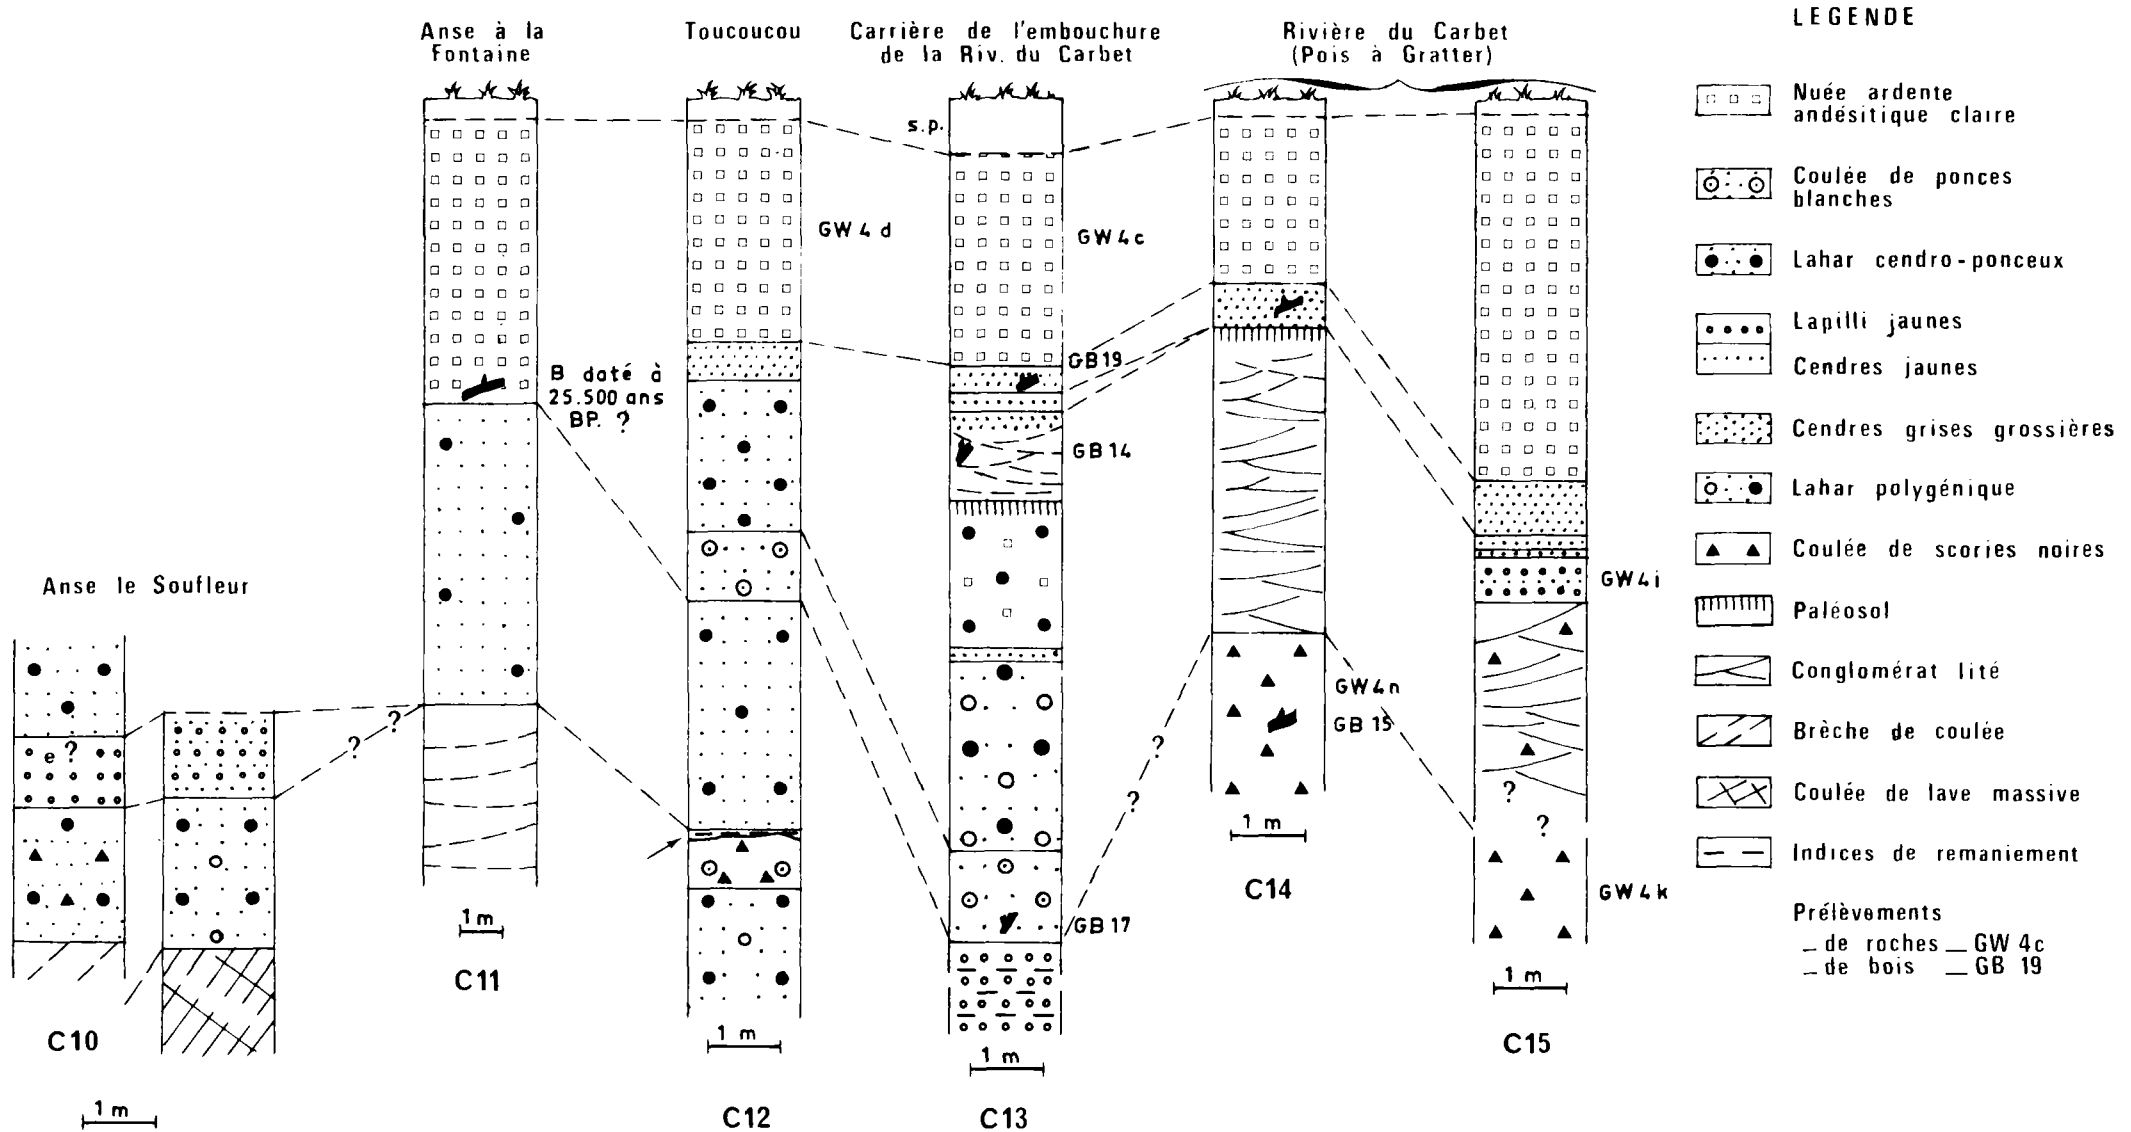 Anse à la
Fontaine
Toucoucou
Carrière de l'embouchure
de la Riv. du Carbet
Rivière du Carbet
(Pois à Gratter)
s.p.
GW 4 d
GW 4c
B daté à
25.500 ans
BP. ?
GB 19
GB 14
GW 4i
Anse le Soufleur
e ?
?
?
GW 4n
GB 15
?
?
?
?
GW 4k
GB 17
C10
1 m
C11
1 m
C12
1 m
C13
1 m
C14
1 m
C15
1 m
LEGENDE
Nuée ardente
andésitique claire
Coulée de ponces
blanches
Lahar cendro-ponceux
Lapilli jaunes
Cendres jaunes
Cendres grises grossières
Lahar polygénique
Coulée de scories noires
Paléosol
Conglomérat lité
Brèche de coulée
Coulée de lave massive
Indices de remaniement
Prélèvements
_ de roches _ GW 4c
_ de bois _ GB 19